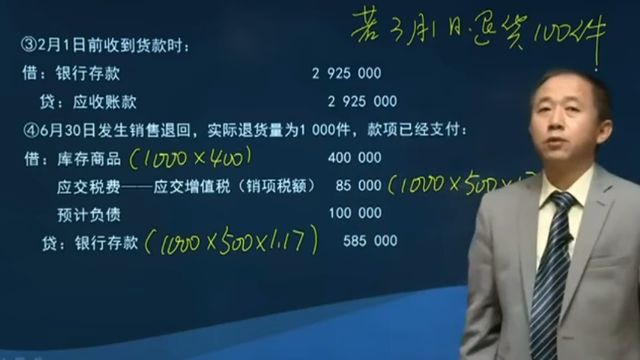 若3月1日.退货100件
③2月1日前收到货款时:
借:银行存款 2 925 000
贷:应收账款 2 925 000
④6月30日发生销售退回,实际退货量为1 000件,款项已经支付:
借:库存商品(1000×400) 400 000
应交税费——应交增值税(销项税额) 85 000 (1000×500×17
预计负债 100 000
贷:银行存款(1000×500×1.17) 585 000